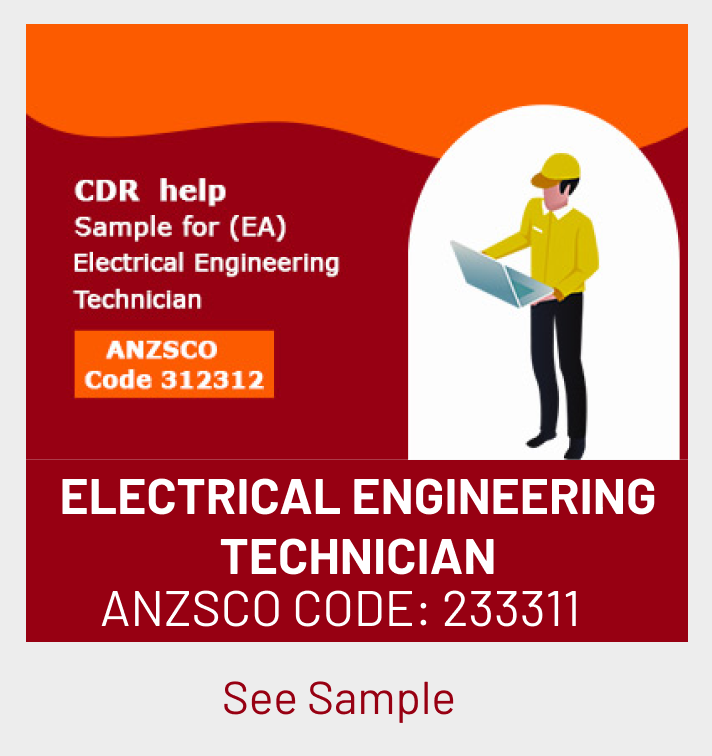 CDR help
Sample for (EA)
Electrical Engineering
Technician
ANZSCO
Code 312312
ELECTRICAL ENGINEERING
TECHNICIAN
ANZSCO CODE: 233311
See Sample